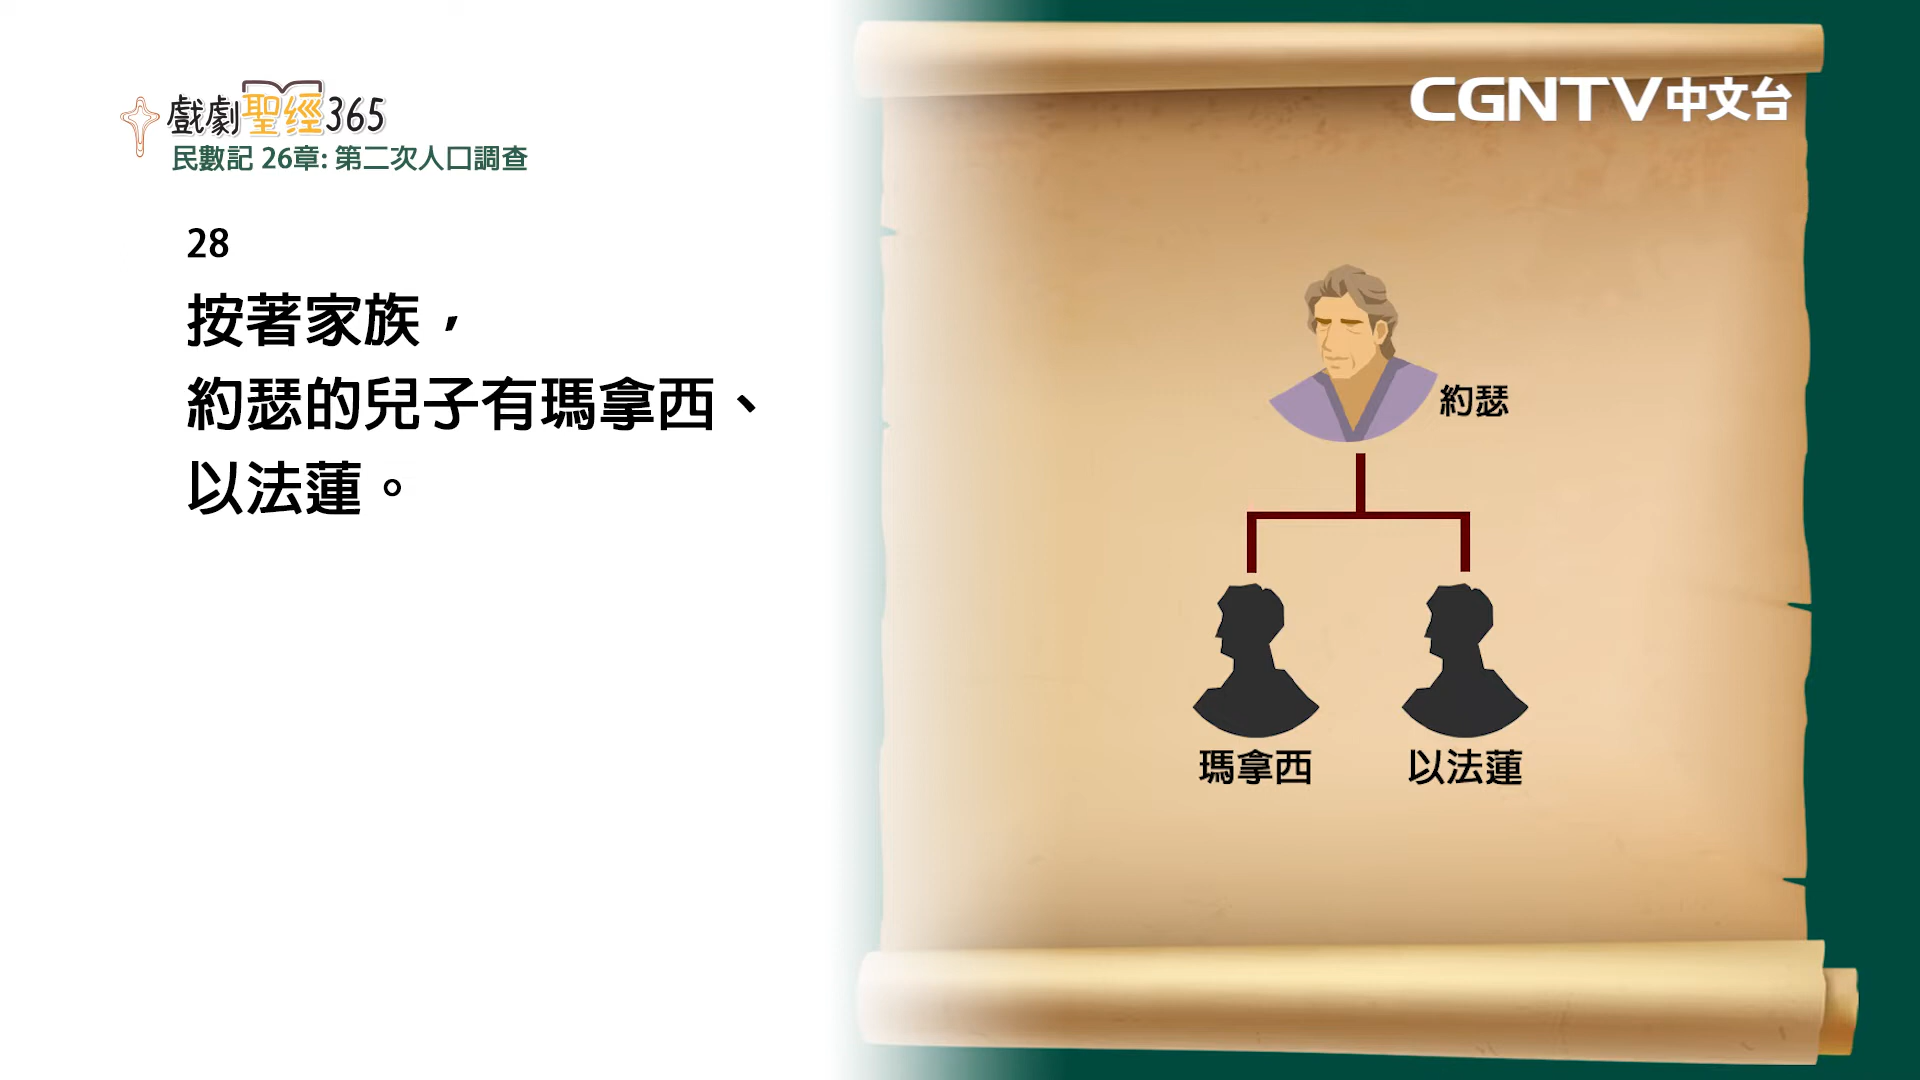 戲劇聖經365
民數記 26章: 第二次人口調查
28
按著家族，
約瑟的兒子有瑪拿西、
以法蓮。
CGNTV中文台
約瑟
瑪拿西
以法蓮